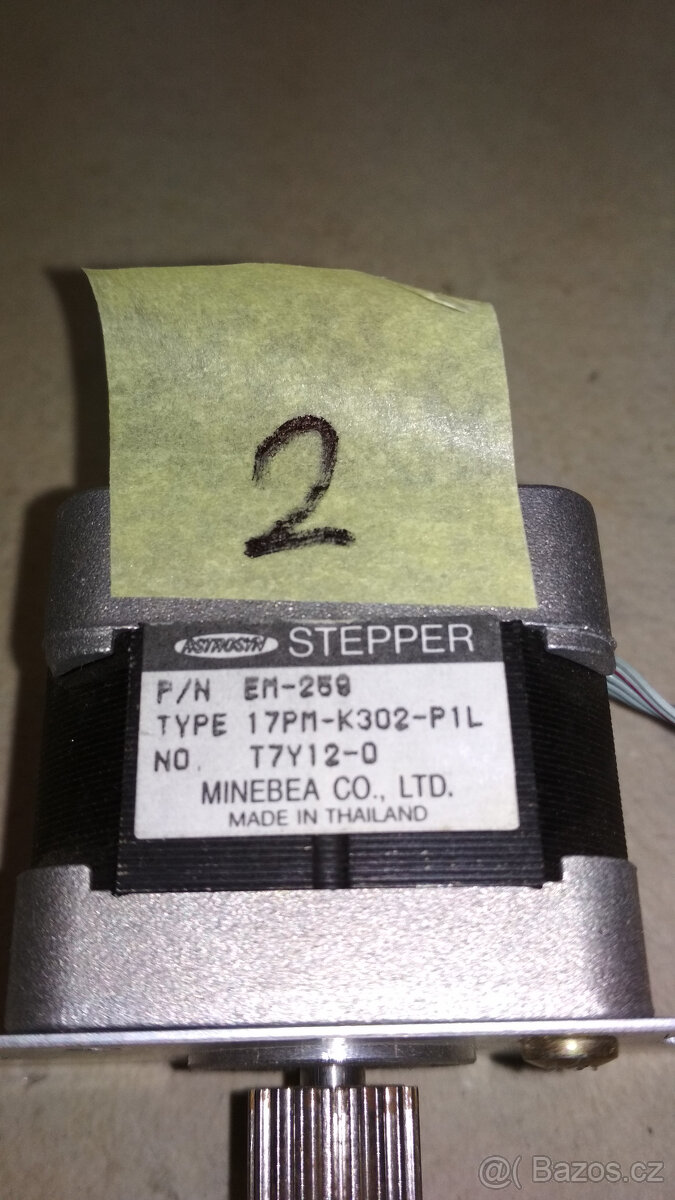 2
ASTROSYN STEPPER
P/N EM-259
TYPE 17PM-K302-P1L
NO. T7Y12-0
MINEBEA CO., LTD.
MADE IN THAILAND
@( Bazos.cz